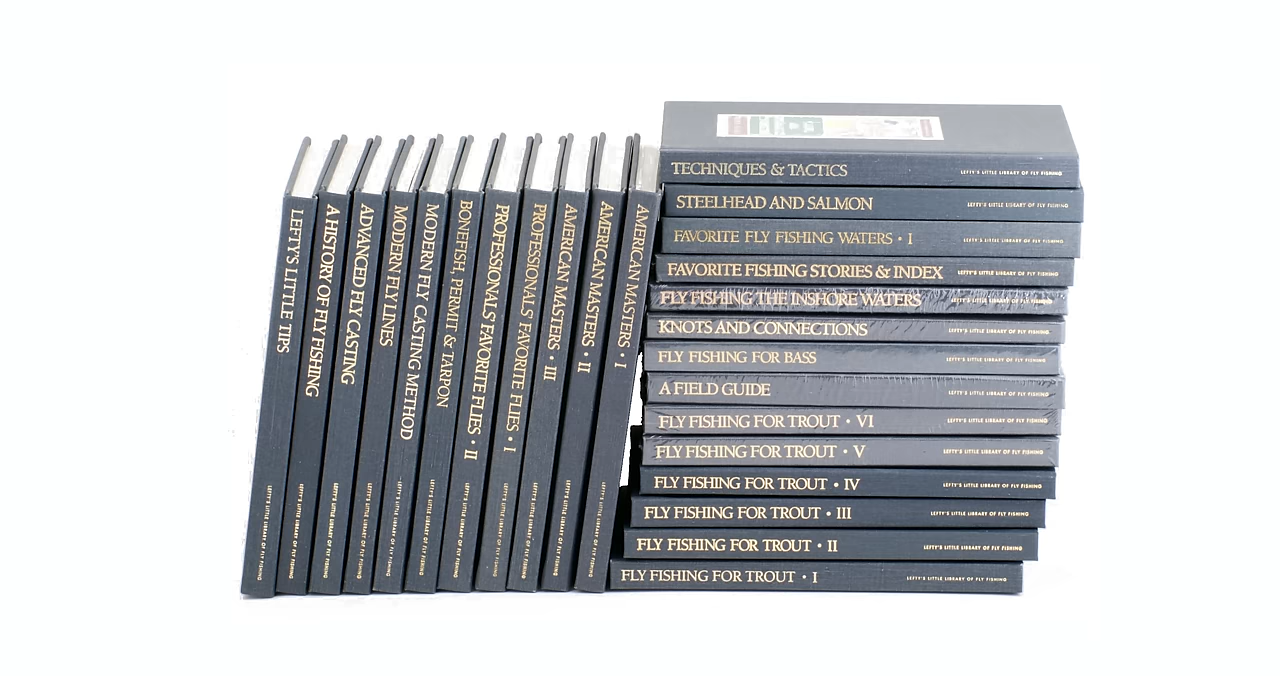 LEFTY'S LITTLE TIPS
LEFTY'S LITTLE LIBRARY OF FLY FISHING
A HISTORY OF FLY FISHING
LEFTY'S LITTLE LIBRARY OF FLY FISHING
ADVANCED FLY CASTING
LEFTY'S LITTLE LIBRARY OF FLY FISHING
MODERN FLY LINES
LEFTY'S LITTLE LIBRARY OF FLY FISHING
MODERN FLY CASTING METHOD
LEFTY'S LITTLE LIBRARY OF FLY FISHING
BONEFISH, PERMIT & TARPON
LEFTY'S LITTLE LIBRARY OF FLY FISHING
PROFESSIONALS' FAVORITE FLIES • II
LEFTY'S LITTLE LIBRARY OF FLY FISHING
PROFESSIONALS' FAVORITE FLIES • I
LEFTY'S LITTLE LIBRARY OF FLY FISHING
AMERICAN MASTERS • III
LEFTY'S LITTLE LIBRARY OF FLY FISHING
AMERICAN MASTERS • II
LEFTY'S LITTLE LIBRARY OF FLY FISHING
AMERICAN MASTERS • I
LEFTY'S LITTLE LIBRARY OF FLY FISHING
TECHNIQUES & TACTICS LEFTY'S LITTLE LIBRARY OF FLY FISHING
STEELHEAD AND SALMON LEFTY'S LITTLE LIBRARY OF FLY FISHING
FAVORITE FLY FISHING WATERS • I LEFTY'S LITTLE LIBRARY OF FLY FISHING
FAVORITE FISHING STORIES & INDEX LEFTY'S LITTLE LIBRARY OF FLY FISHING
FLY FISHING THE INSHORE WATERS LEFTY'S LITTLE LIBRARY OF FLY FISHING
KNOTS AND CONNECTIONS LEFTY'S LITTLE LIBRARY OF FLY FISHING
FLY FISHING FOR BASS LEFTY'S LITTLE LIBRARY OF FLY FISHING
A FIELD GUIDE LEFTY'S LITTLE LIBRARY OF FLY FISHING
FLY FISHING FOR TROUT • VI LEFTY'S LITTLE LIBRARY OF FLY FISHING
FLY FISHING FOR TROUT • V LEFTY'S LITTLE LIBRARY OF FLY FISHING
FLY FISHING FOR TROUT • IV LEFTY'S LITTLE LIBRARY OF FLY FISHING
FLY FISHING FOR TROUT • III LEFTY'S LITTLE LIBRARY OF FLY FISHING
FLY FISHING FOR TROUT • II LEFTY'S LITTLE LIBRARY OF FLY FISHING
FLY FISHING FOR TROUT • I LEFTY'S LITTLE LIBRARY OF FLY FISHING